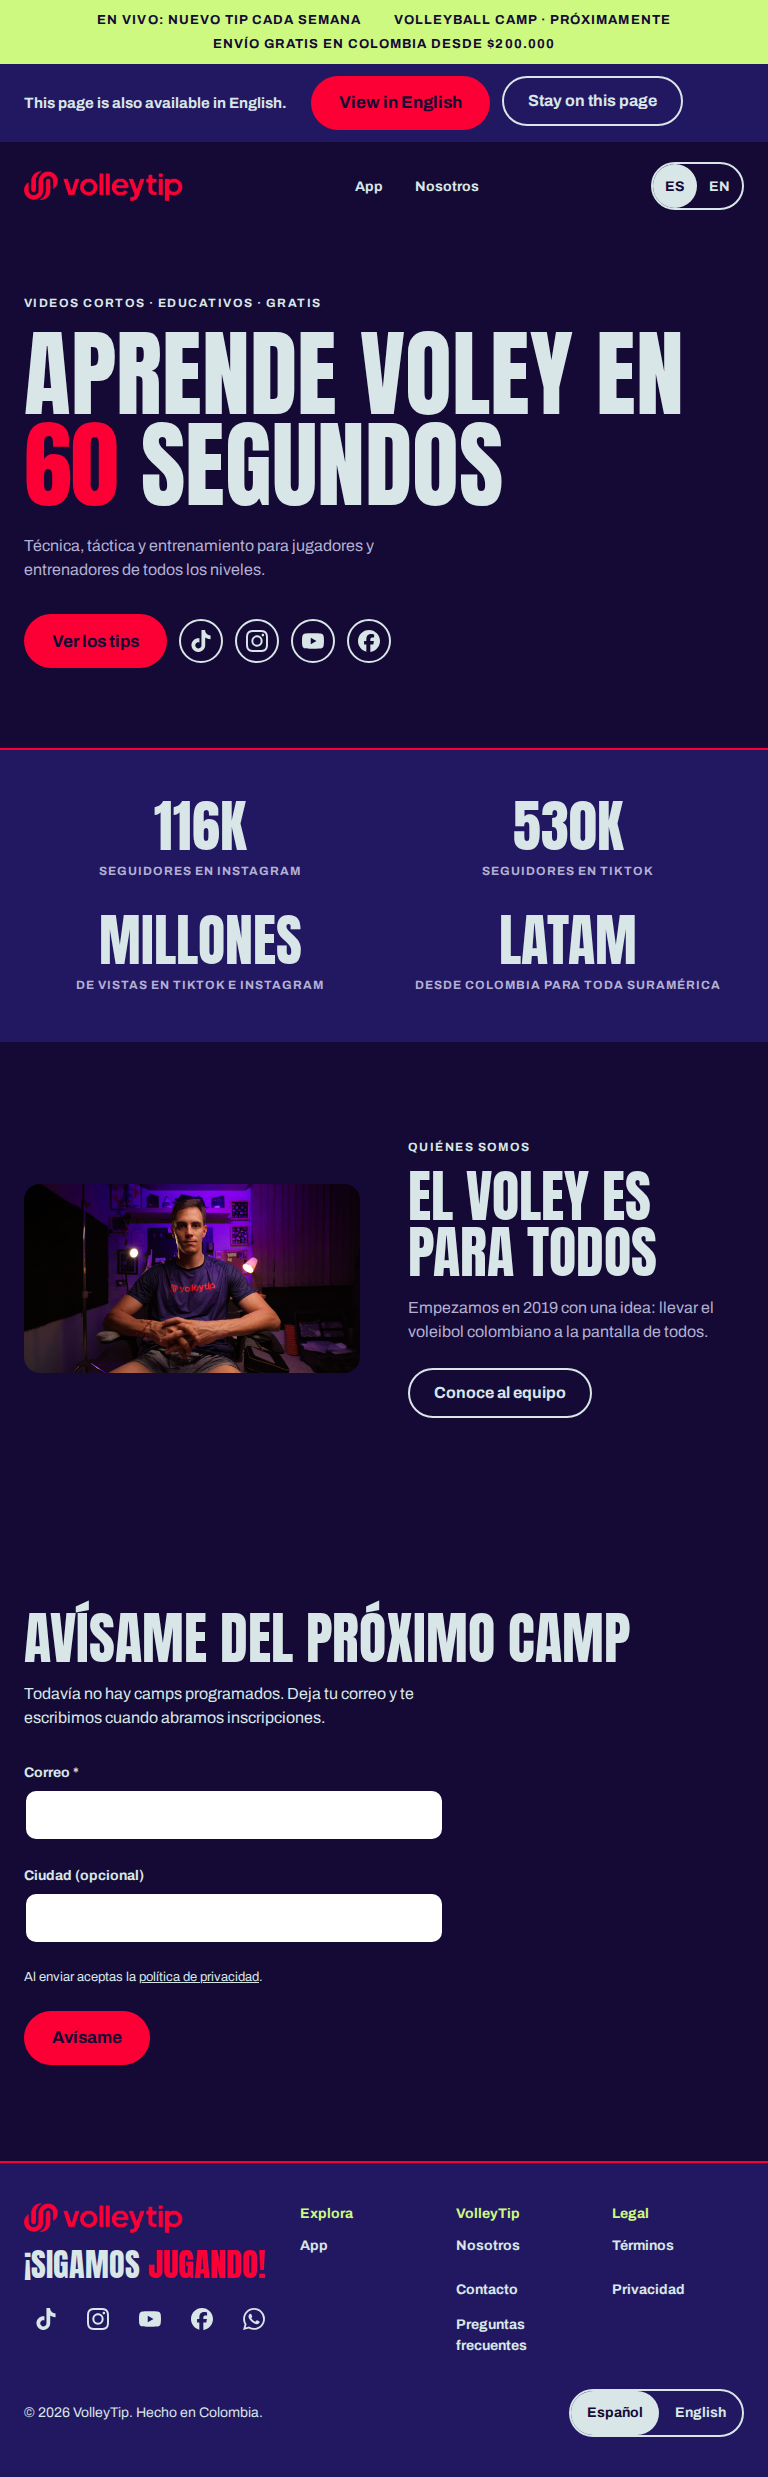 EN VIVO: NUEVO TIP CADA SEMANA
VOLLEYBALL CAMP · PRÓXIMAMENTE
ENVÍO GRATIS EN COLOMBIA DESDE $200.000
This page is also available in English.
View in English
Stay on this page
volleytip
App
Nosotros
ES
EN
VIDEOS CORTOS · EDUCATIVOS · GRATIS
APRENDE VOLEY EN
60 SEGUNDOS
Técnica, táctica y entrenamiento para jugadores y
entrenadores de todos los niveles.
Ver los tips
116K
SEGUIDORES EN INSTAGRAM
530K
SEGUIDORES EN TIKTOK
MILLONES
DE VISTAS EN TIKTOK E INSTAGRAM
LATAM
DESDE COLOMBIA PARA TODA SURAMÉRICA
volleytip
QUIÉNES SOMOS
EL VOLEY ES
PARA TODOS
Empezamos en 2019 con una idea: llevar el
voleibol colombiano a la pantalla de todos.
Conoce al equipo
AVÍSAME DEL PRÓXIMO CAMP
Todavía no hay camps programados. Deja tu correo y te
escribimos cuando abramos inscripciones.
Correo *
Ciudad (opcional)
Al enviar aceptas la política de privacidad.
Avísame
volleytip
¡SIGAMOS JUGANDO!
Explora
App
VolleyTip
Nosotros
Contacto
Preguntas
frecuentes
Legal
Términos
Privacidad
© 2026 VolleyTip. Hecho en Colombia.
Español
English